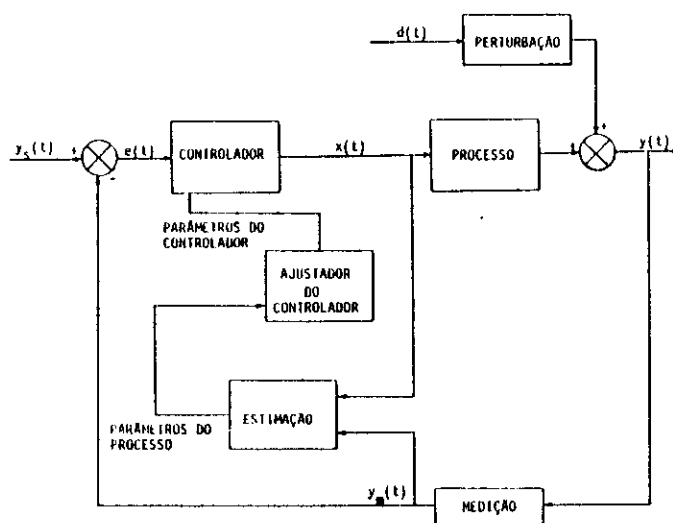 d(t)
PERTURBAÇÃO
+
y_s(t)
+
e(t)
-
CONTROLADOR
x(t)
PROCESSO
+
y(t)
PARÂMETROS DO
CONTROLADOR
AJUSTADOR
DO
CONTROLADOR
ESTIMAÇÃO
PARÂMETROS DO
PROCESSO
y_m(t)
MEDIÇÃO